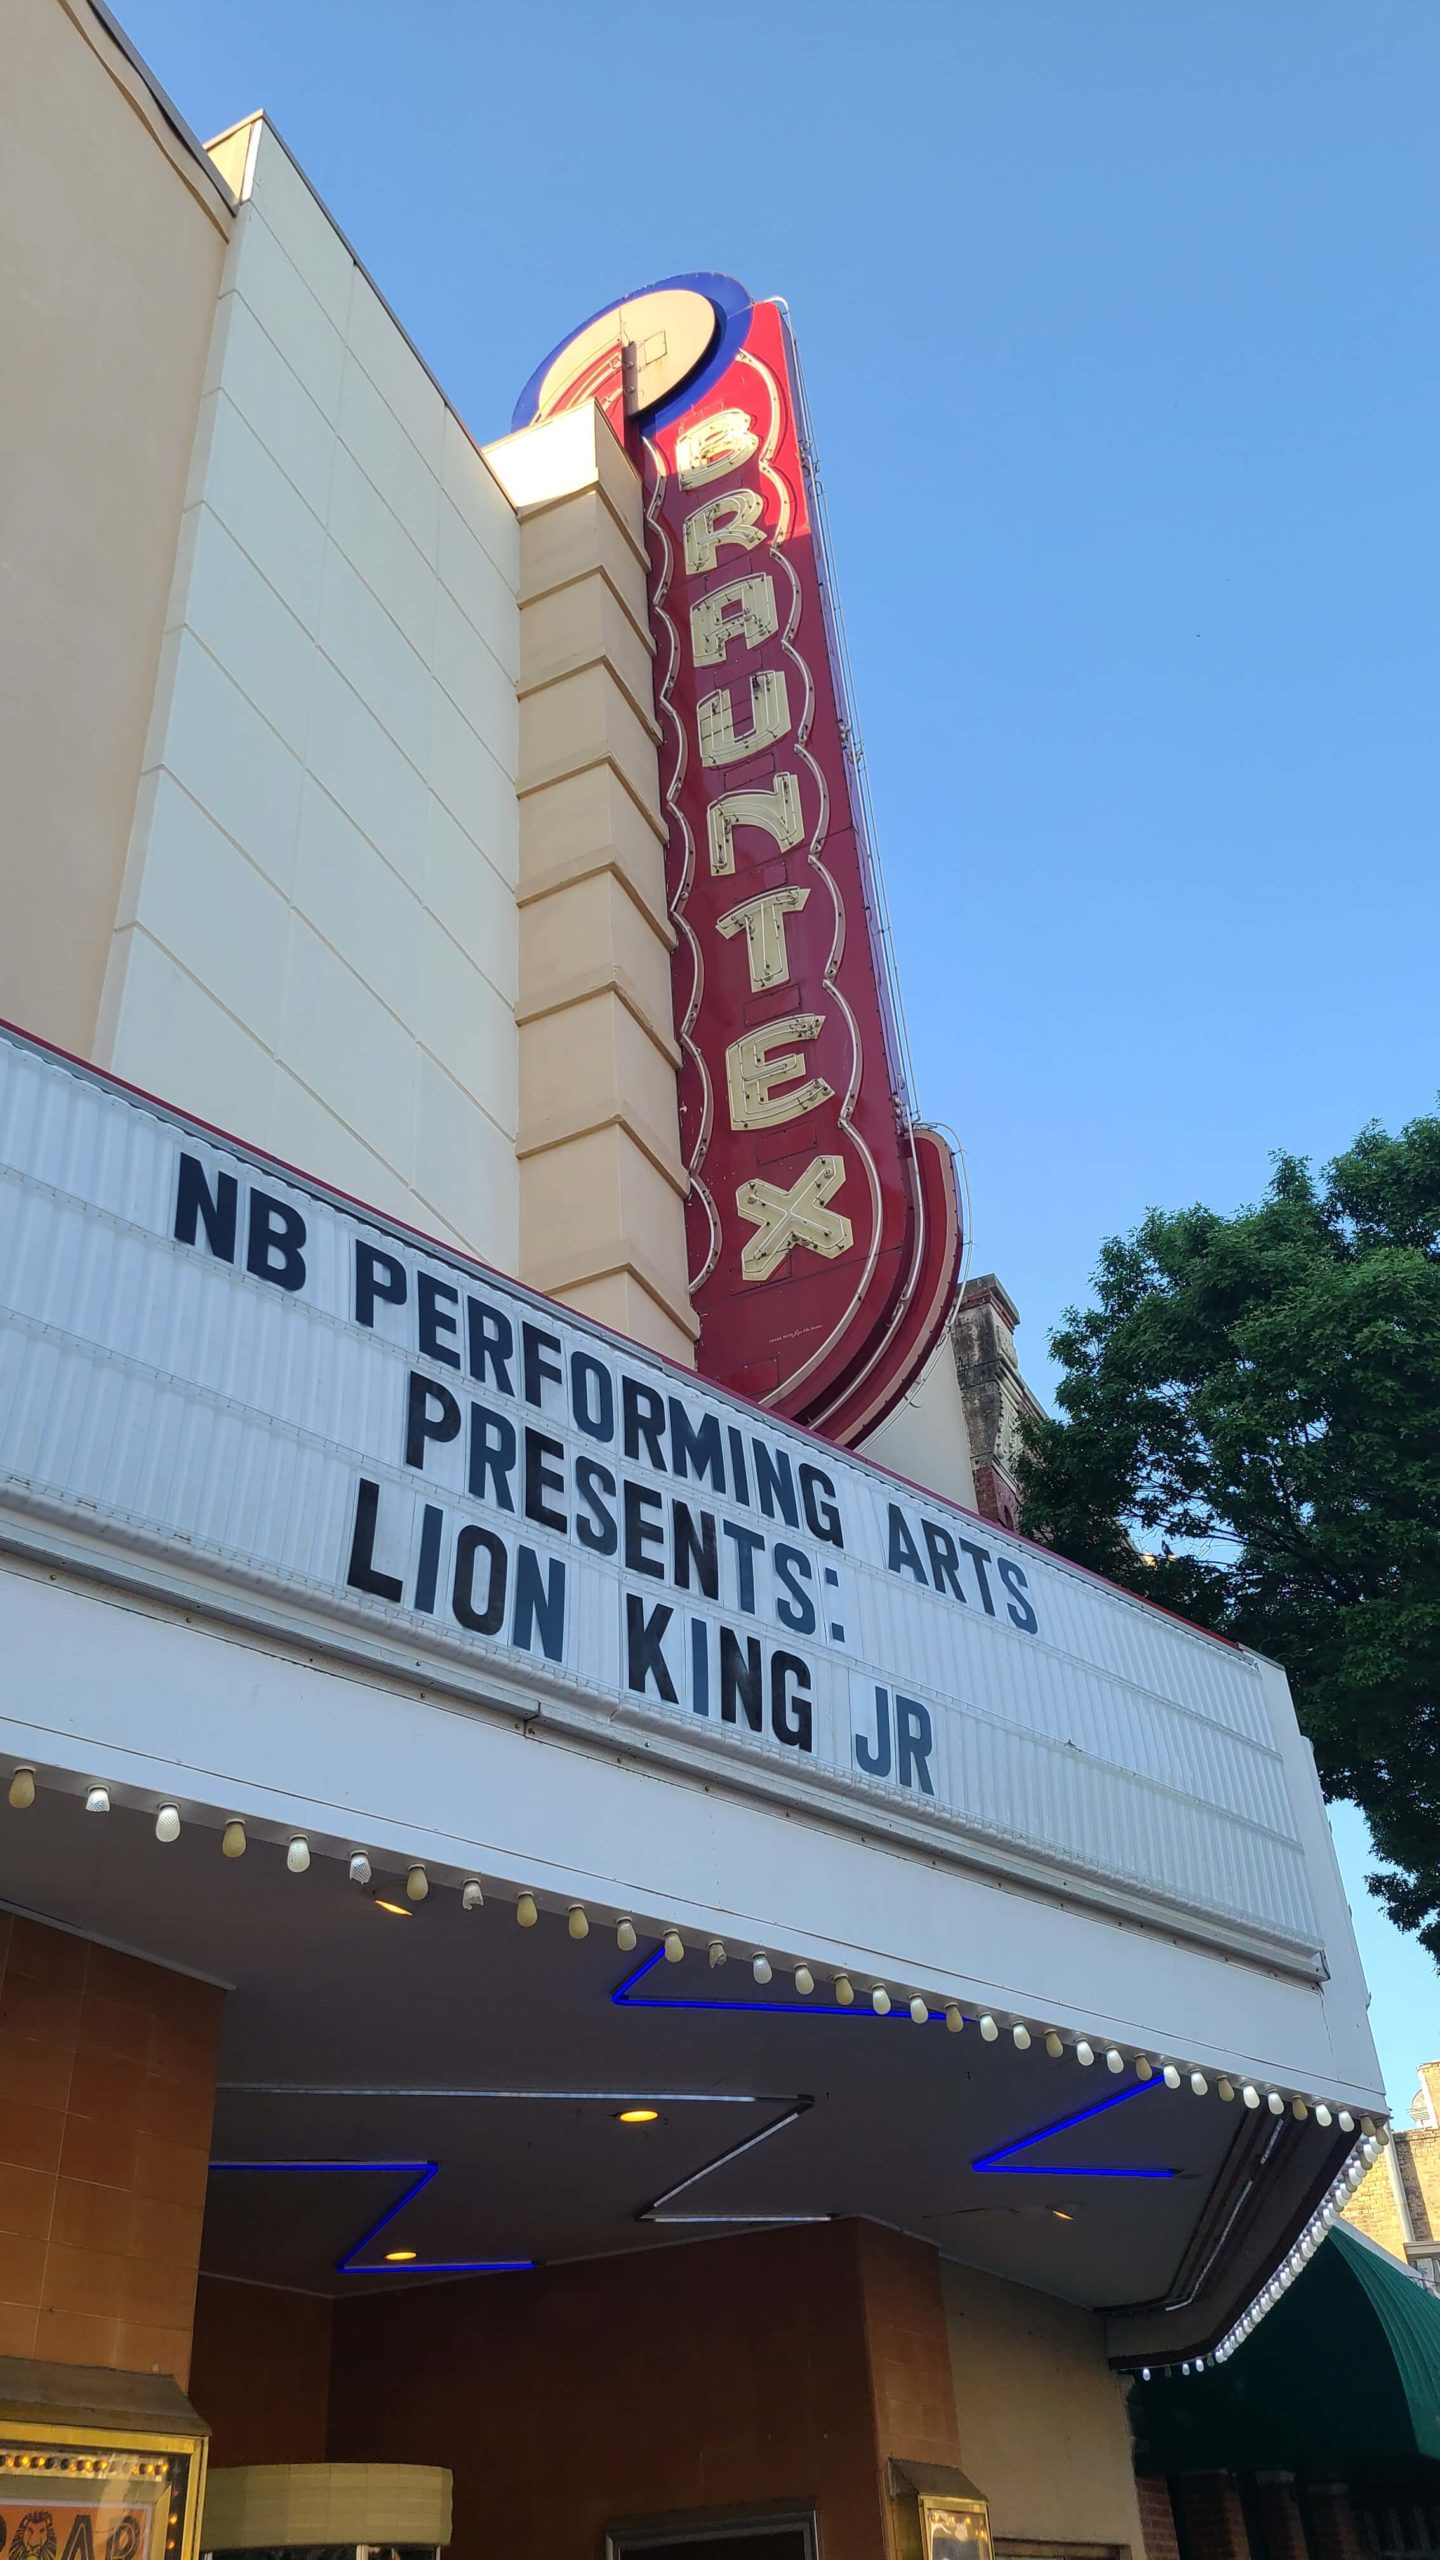 BRAUNTEX
NB PERFORMING ARTS
PRESENTS:
LION KING JR